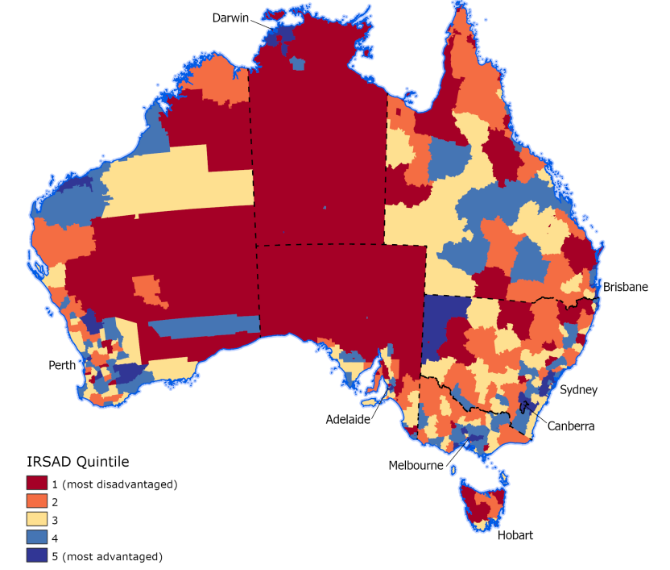 Darwin
Brisbane
Perth
Sydney
Adelaide
Canberra
Melbourne
IRSAD Quintile
1 (most disadvantaged)
2
3
4
5 (most advantaged)
Hobart